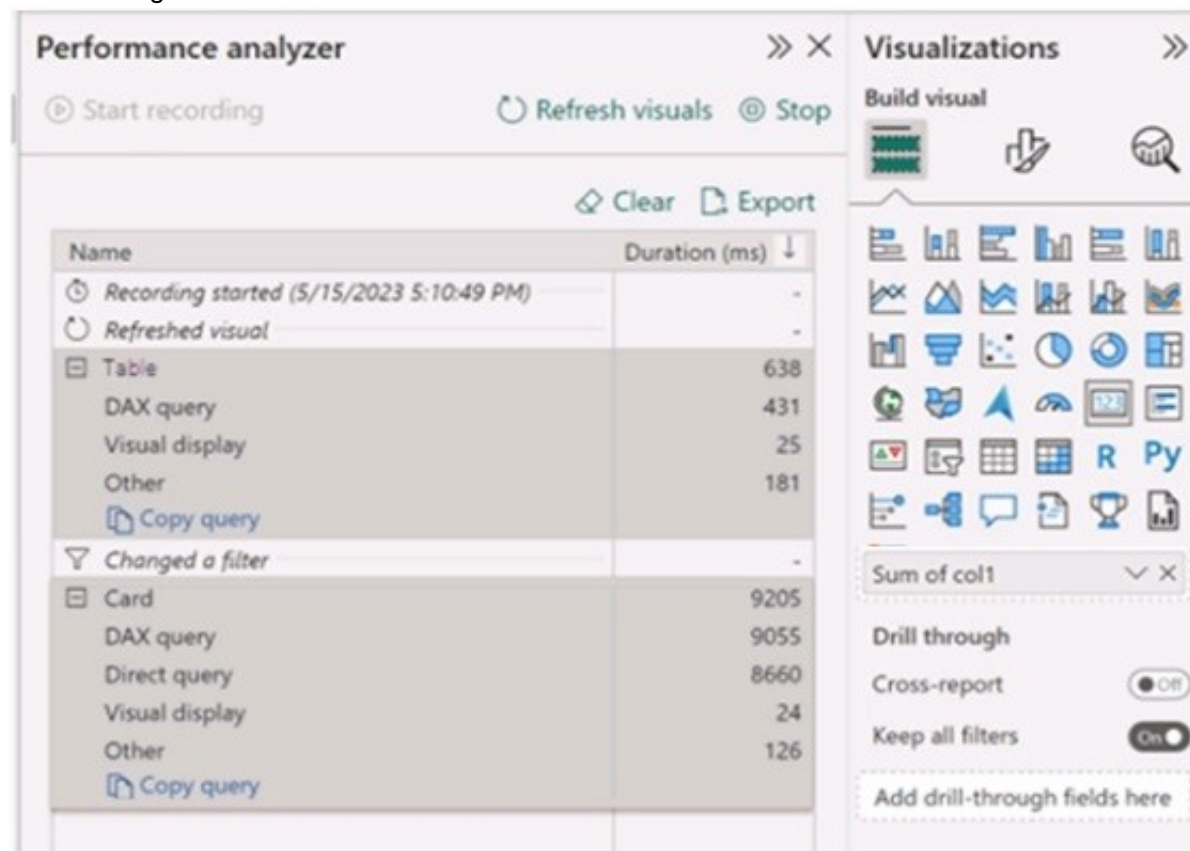 Performance analyzer
Start recording
Refresh visuals
Stop
Clear
Export
Name
Duration (ms)
Recording started (5/15/2023 5:10:49 PM)
-
Refreshed visual
-
Table
638
DAX query
431
Visual display
25
Other
181
Copy query
Changed a filter
-
Card
9205
DAX query
9055
Direct query
8660
Visual display
24
Other
126
Copy query
Visualizations
Build visual
123
R
Py
Sum of col1
Drill through
Cross-report
Off
Keep all filters
On
Add drill-through fields here